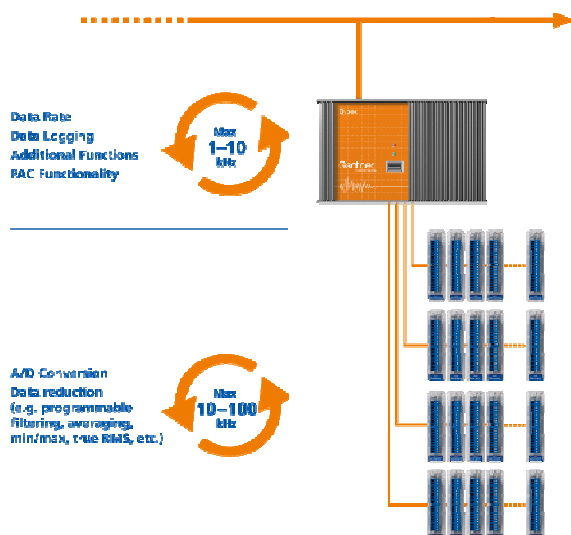 Data Rate
Data Logging
Additional Functions
PAC Functionality
Max
1–10
kHz
Gantner
A/D Conversion
Data reduction
(e.g. programmable
filtering, averaging,
min/max, true RMS, etc.)
Max
10–100
kHz